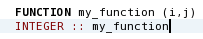 FUNCTION my_function (i,j)
INTEGER :: my_function